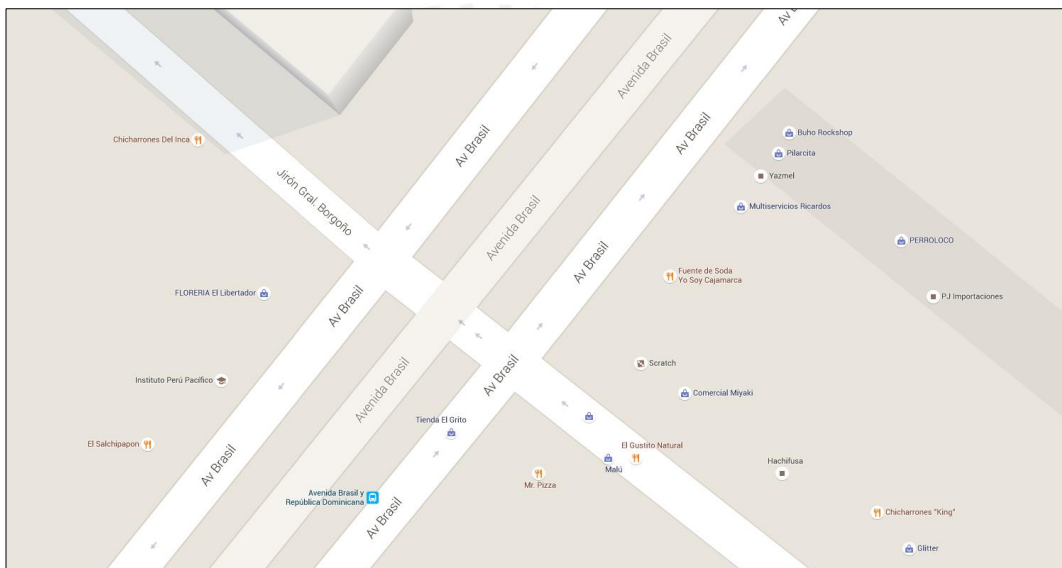 Av Brasil
Avenida Brasil
Av Brasil
Buho Rockshop
Chicharrones Del Inca
Av Brasil
Pilarcita
Yazmel
Jirón Gral. Borgoño
Avenida Brasil
Multiservicios Ricardos
PERROLOCO
Av Brasil
Fuente de Soda
Yo Soy Cajamarca
FLORERIA El Libertador
Av Brasil
PJ Importaciones
Scratch
Av Brasil
Instituto Perú Pacífico
Avenida Brasil
Comercial Miyaki
Tienda El Grito
El Salchipapon
El Gustito Natural
Av Brasil
Hachifusa
Malú
Mr. Pizza
Avenida Brasil y
República Dominicana
Av Brasil
Chicharrones "King"
Glitter